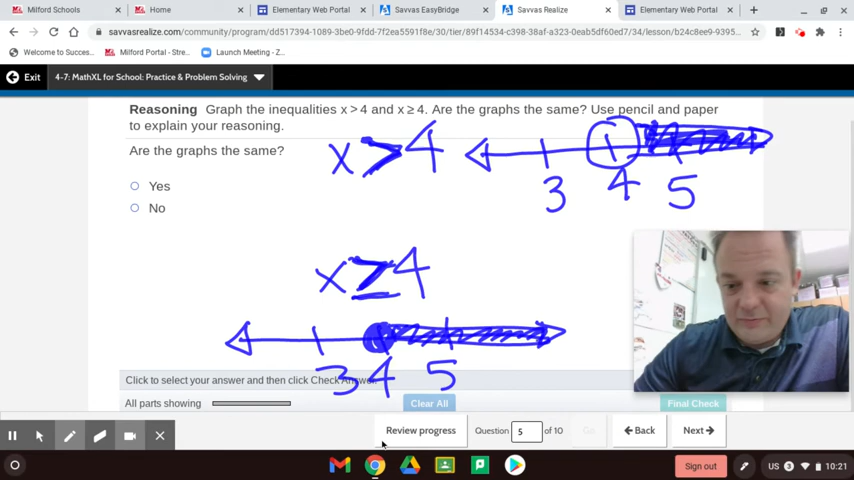 Milford Schools
Home
Elementary Web Portal
Savvas EasyBridge
Savvas Realize
Elementary Web Portal
savvasrealize.com/community/program/dd517394-1089-3be0-9fdd-7f2ea5591f8e/30/tier/89f14534-c398-38af-a323-0eab5df60ed7/34/lesson/b24c8ee9-9395...
Welcome to Succes...
Milford Portal - Stre...
Launch Meeting - Z...
Exit
4-7: MathXL for School: Practice & Problem Solving
Reasoning Graph the inequalities x > 4 and x ≥ 4. Are the graphs the same? Use pencil and paper
to explain your reasoning.
Are the graphs the same?
x > 4
3 4 5
Yes
No
x ≥ 4
3 4 5
Click to select your answer and then click Check Answer.
All parts showing
Clear All
Final Check
Review progress
Question 5 of 10
Go
Back
Next
Sign out
US 3 10:21